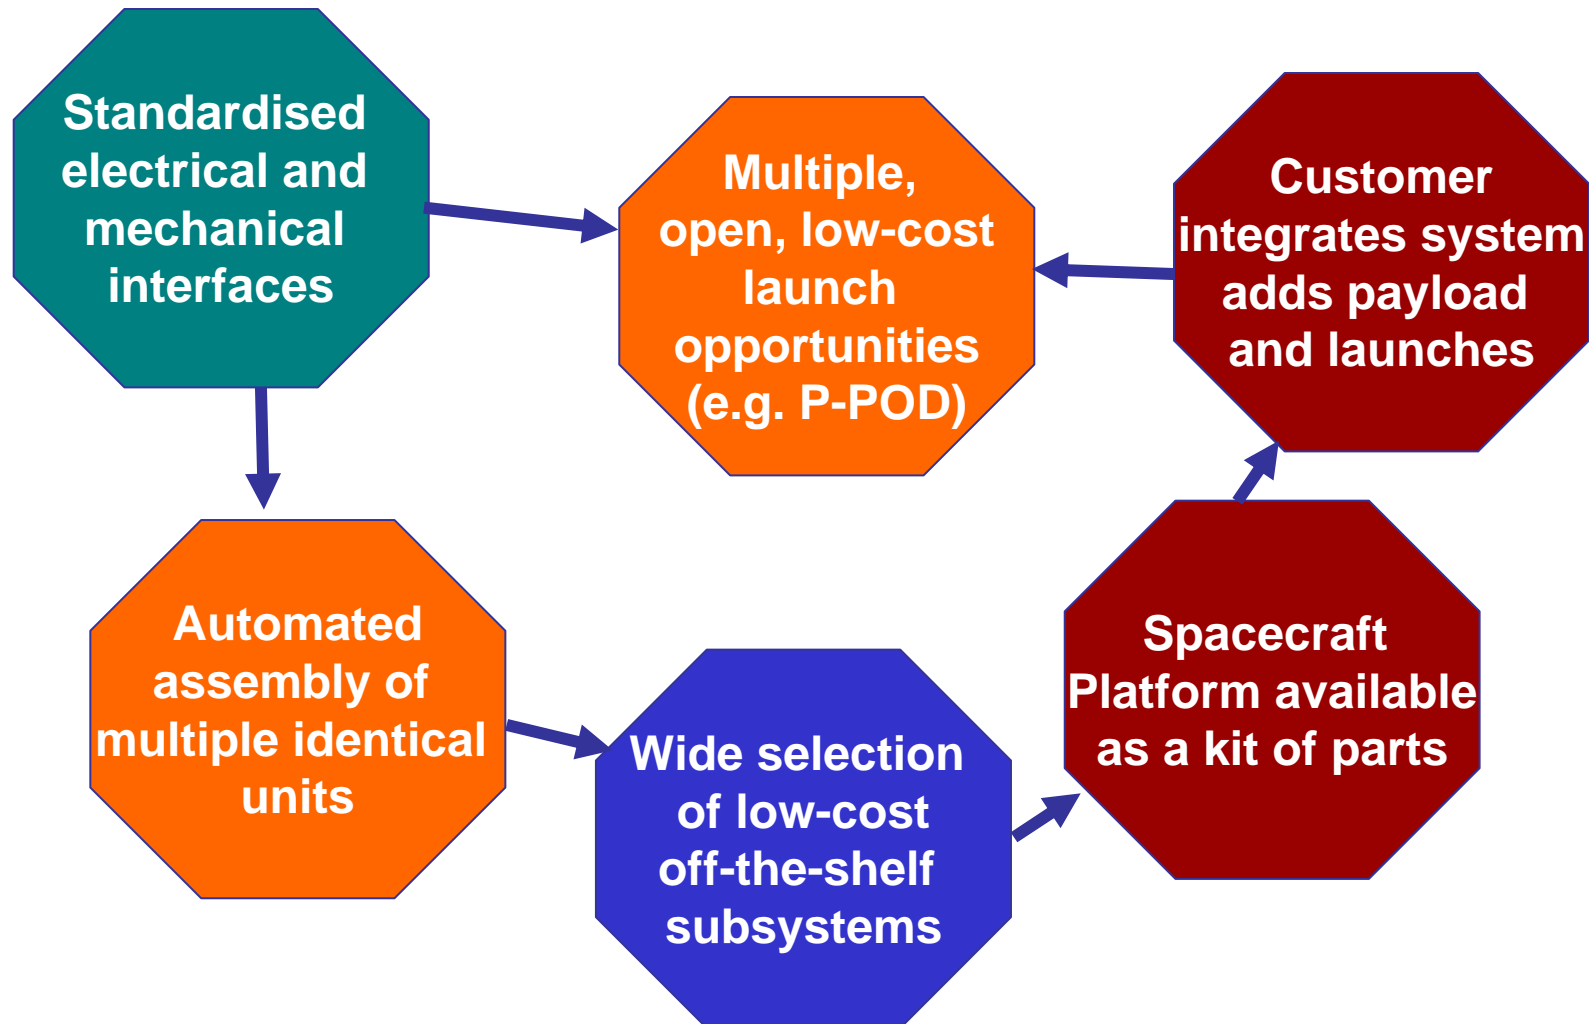 Standardised
electrical and
mechanical
interfaces
Multiple,
open, low-cost
launch
opportunities
(e.g. P-POD)
Customer
integrates system
adds payload
and launches
Automated
assembly of
multiple identical
units
Wide selection
of low-cost
off-the-shelf
subsystems
Spacecraft
Platform available
as a kit of parts